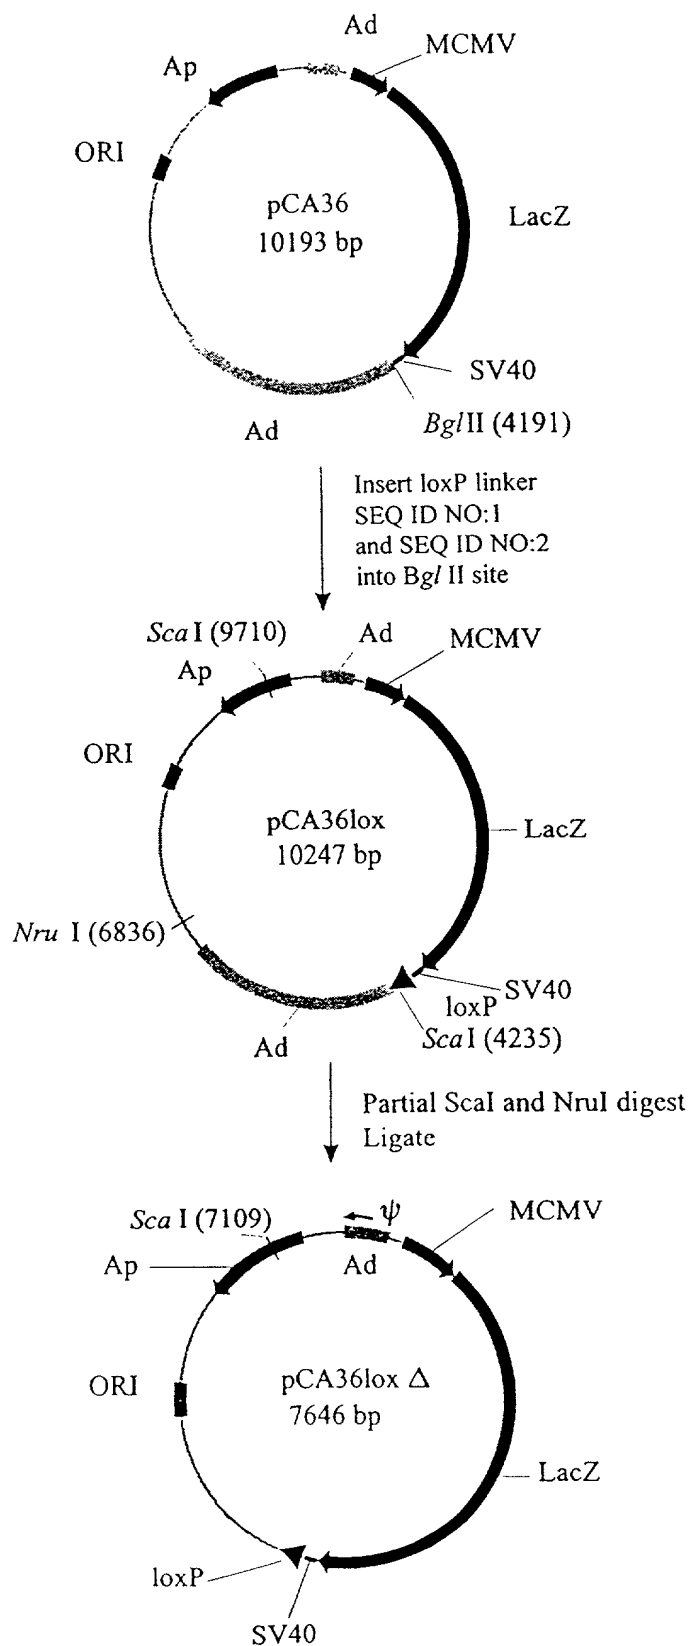 Ad
MCMV
Ap
ORI
pCA36
10193 bp
LacZ
SV40
BglII (4191)
Ad
Insert loxP linker
SEQ ID NO:1
and SEQ ID NO:2
into Bgl II site
Sca I (9710)
Ad
MCMV
Ap
ORI
pCA36lox
10247 bp
LacZ
Nru I (6836)
SV40
loxP
Sca I (4235)
Ad
Partial ScaI and NruI digest
Ligate
Sca I (7109)
ψ
MCMV
Ap
Ad
ORI
pCA36lox Δ
7646 bp
LacZ
loxP
SV40